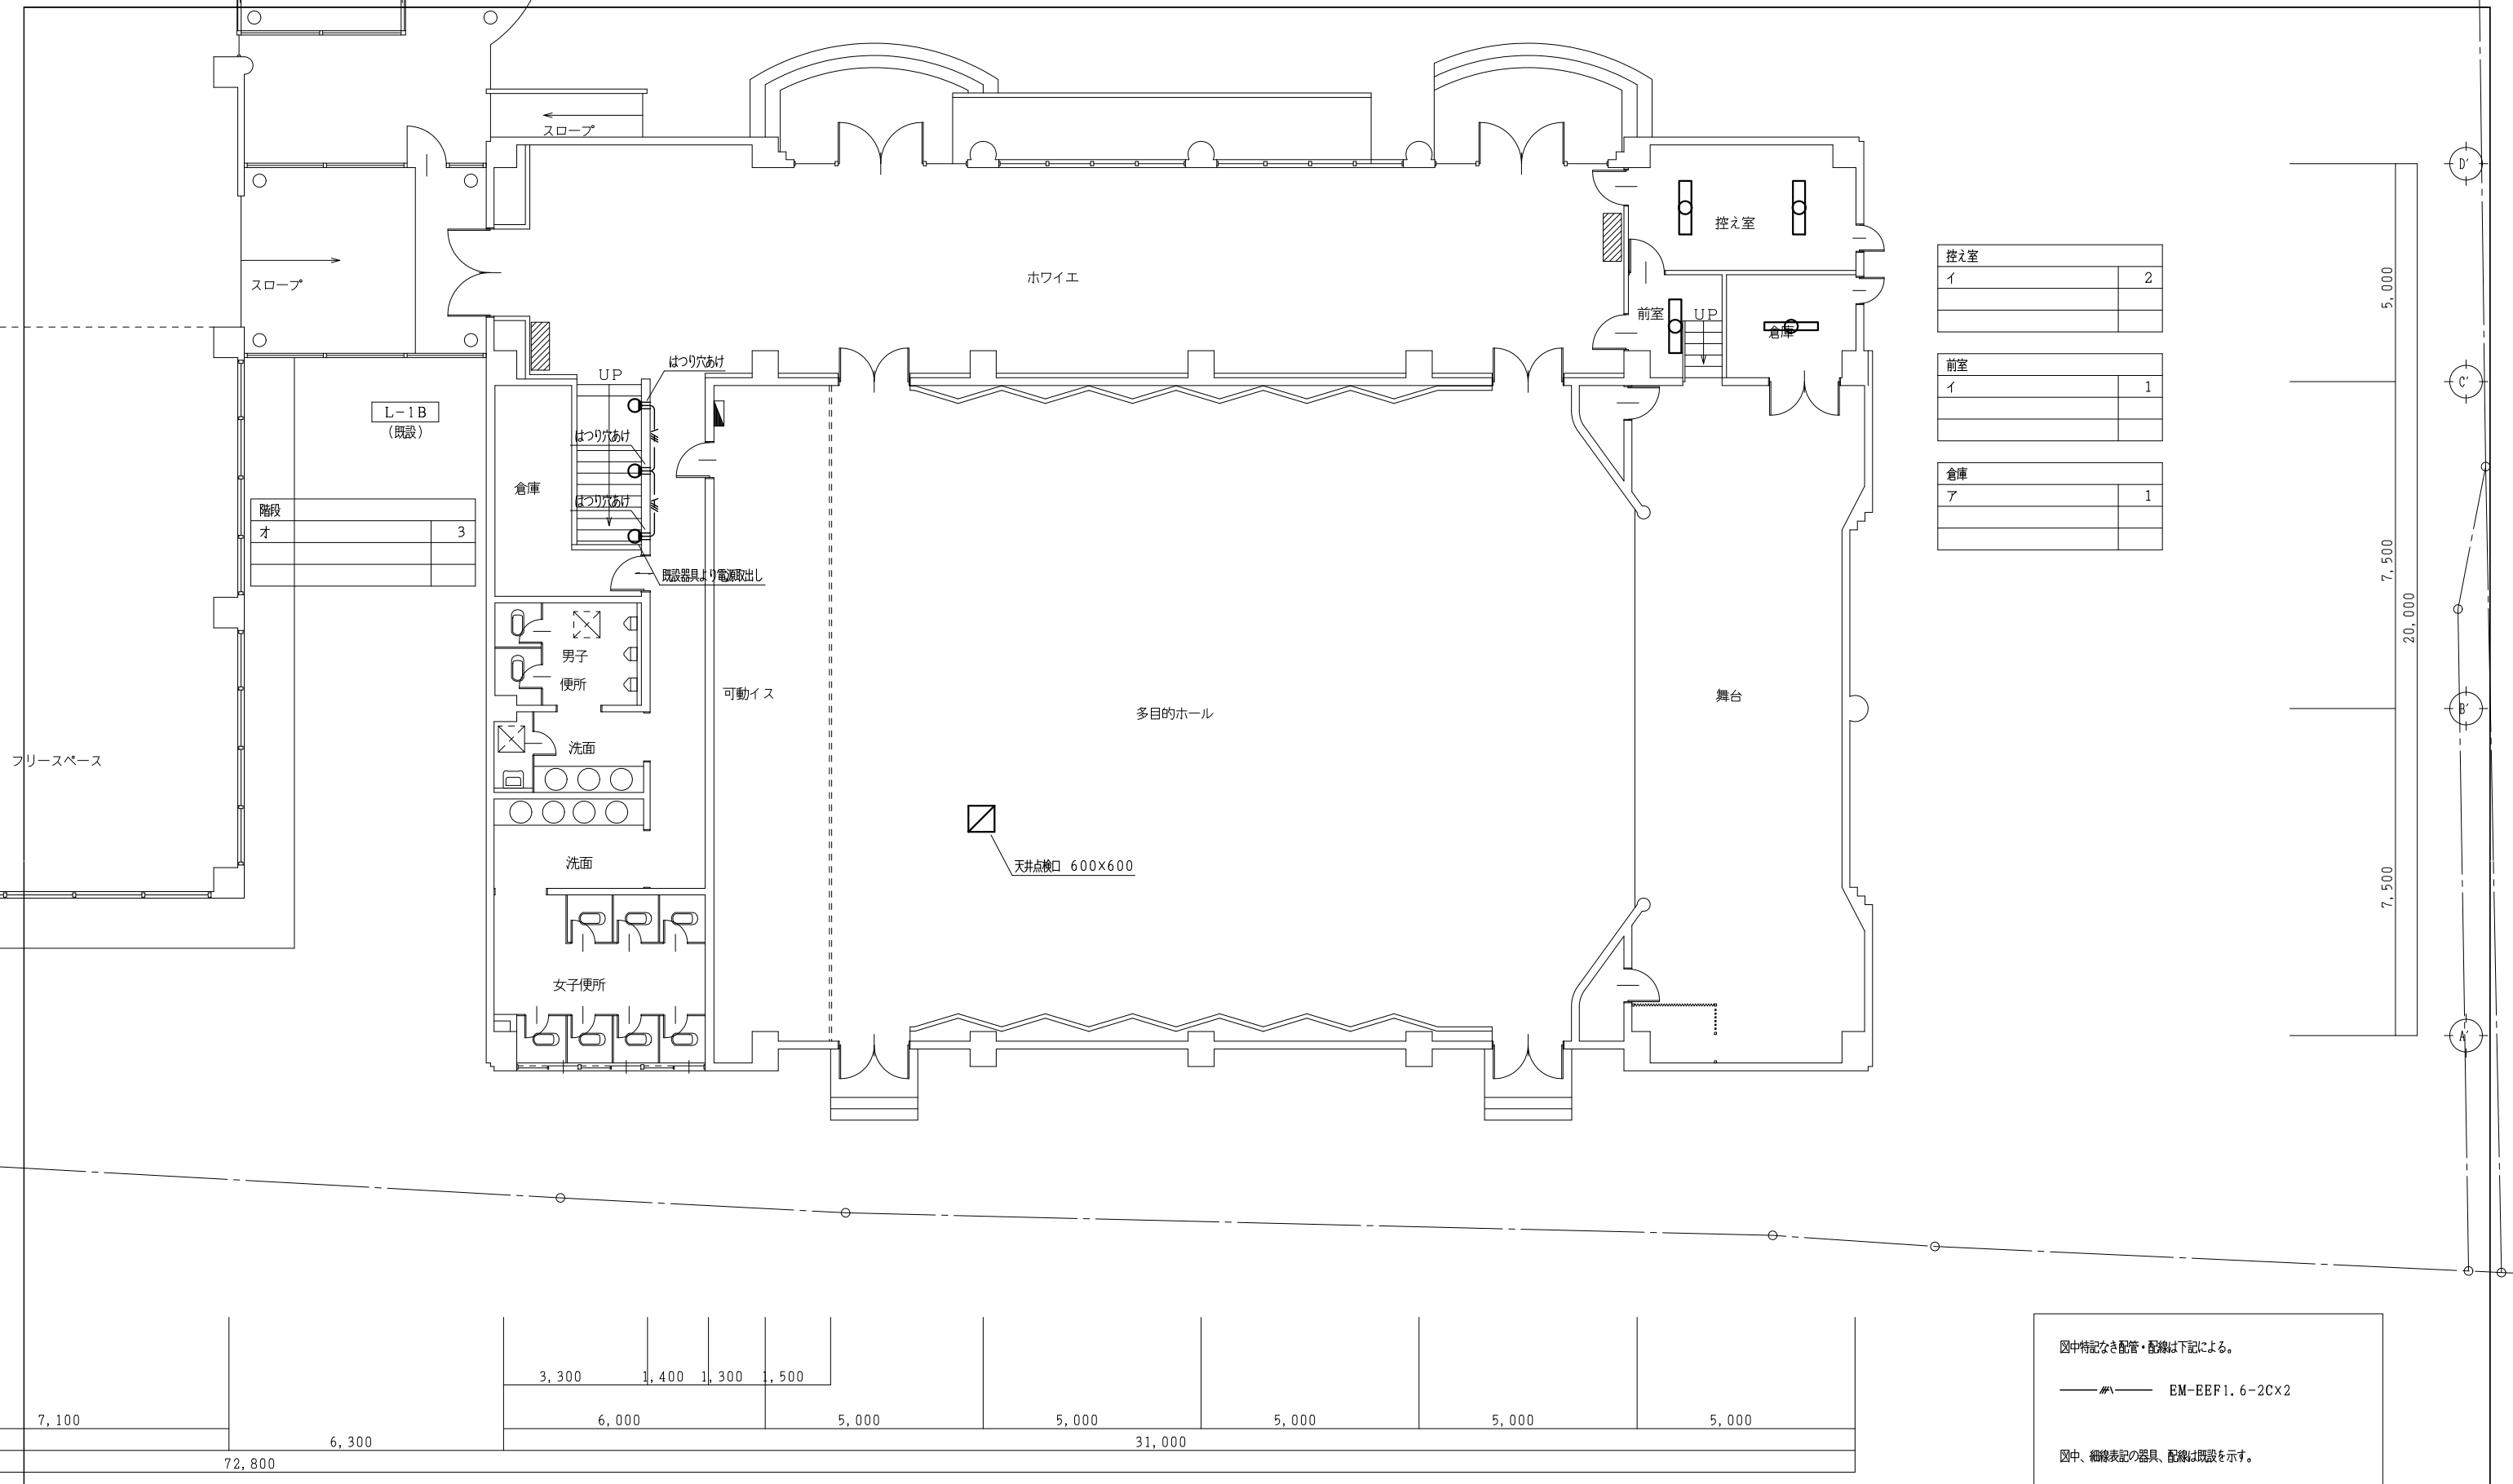 スロープ
スロープ
ホワイエ
控え室
前室
UP
倉庫
控え室
イ 2
前室
イ 1
倉庫
ア 1
D′
C′
B′
A′
5,000
7,500
20,000
7,500
L-1B
(既設)
階段
オ 3
UP
はつり穴あけ
はつり穴あけ
はつり穴あけ
既設器具より電源取出し
倉庫
男子
便所
洗面
洗面
女子便所
可動イス
多目的ホール
舞台
フリースペース
天井点検口 600×600
3,300 1,400 1,300 1,500
7,100 6,000 5,000 5,000 5,000 5,000 5,000
6,300 31,000
72,800
図中特記なき配管・配線は下記による。
EM-EEF1.6-2C×2
図中、細線表記の器具、配線は既設を示す。